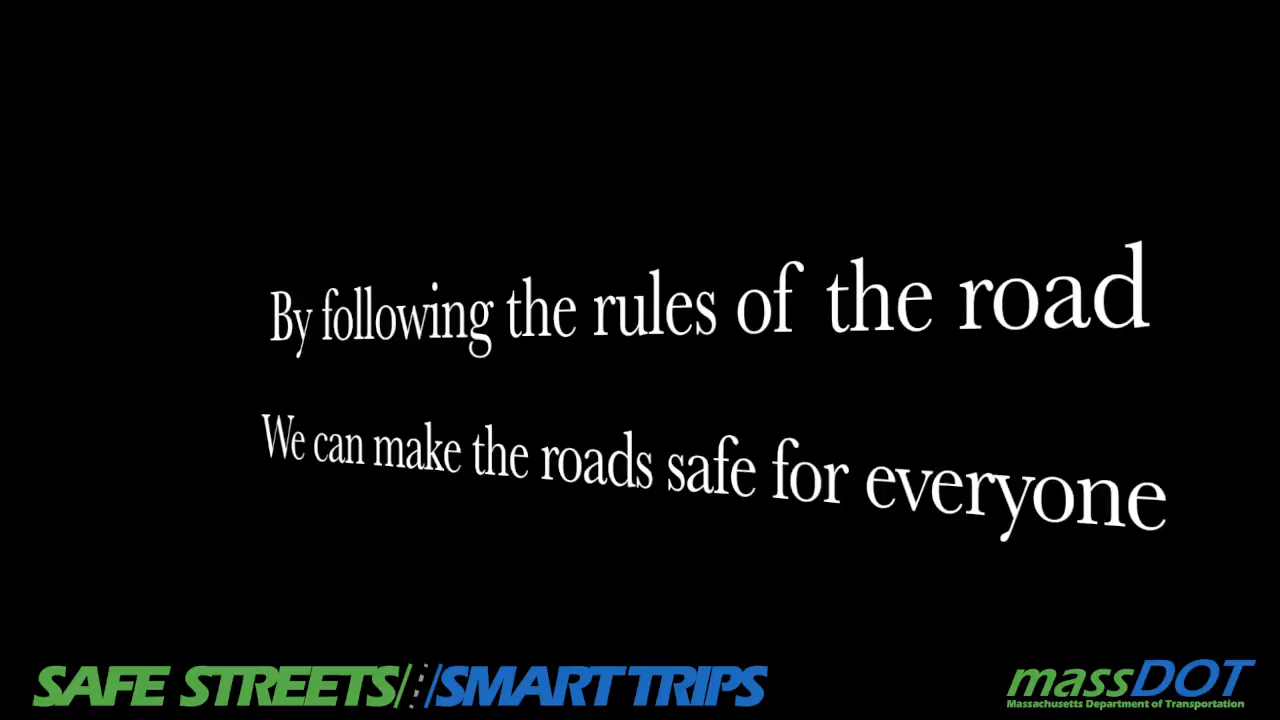 By following the rules of the road
We can make the roads safe for everyone
SAFE STREETS//SMART TRIPS
massDOT
Massachusetts Department of Transportation